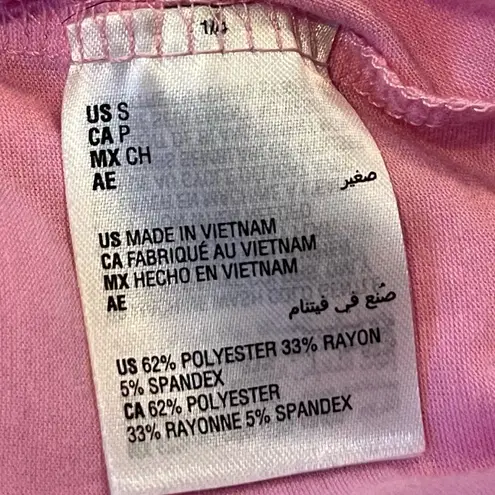 US S
CA P
MX CH
AE صغير
US MADE IN VIETNAM
CA FABRIQUÉ AU VIETNAM
MX HECHO EN VIETNAM
AE صُنع في فيتنام
US 62% POLYESTER 33% RAYON
5% SPANDEX
CA 62% POLYESTER
33% RAYONNE 5% SPANDEX